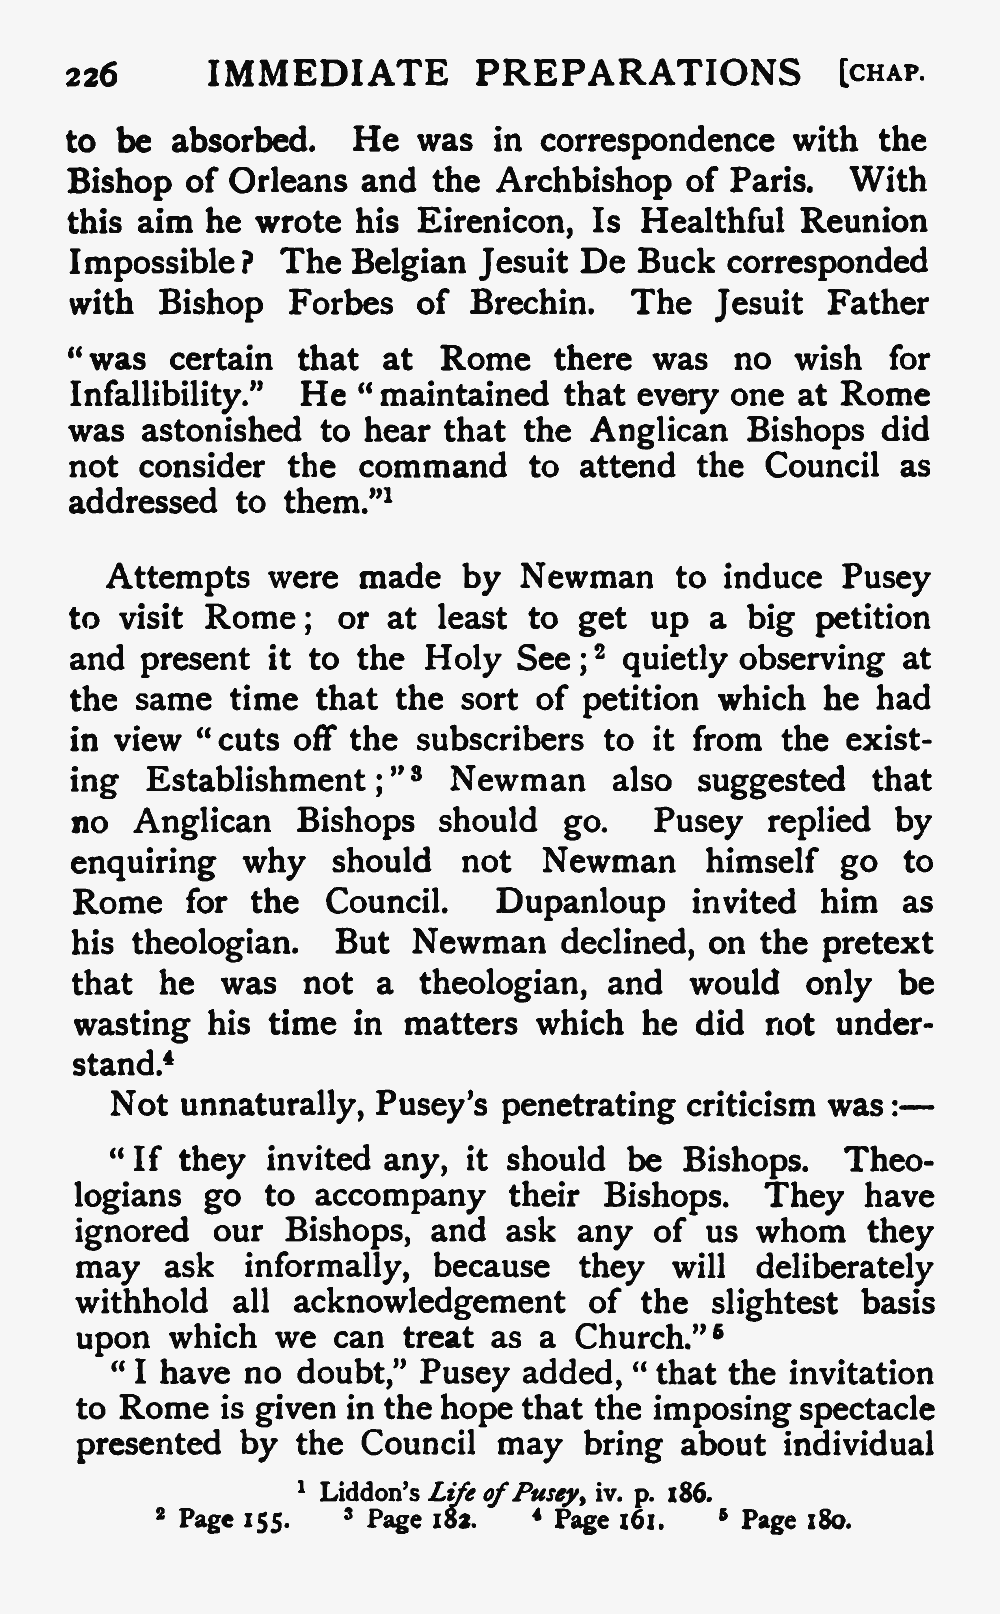 226 IMMEDIATE PREPARATIONS [CHAP.
to be absorbed. He was in correspondence with the
Bishop of Orleans and the Archbishop of Paris. With
this aim he wrote his Eirenicon, Is Healthful Reunion
Impossible? The Belgian Jesuit De Buck corresponded
with Bishop Forbes of Brechin. The Jesuit Father
“was certain that at Rome there was no wish for
Infallibility.” He “maintained that every one at Rome
was astonished to hear that the Anglican Bishops did
not consider the command to attend the Council as
addressed to them.”¹
Attempts were made by Newman to induce Pusey
to visit Rome; or at least to get up a big petition
and present it to the Holy See;² quietly observing at
the same time that the sort of petition which he had
in view “cuts off the subscribers to it from the exist-
ing Establishment;”³ Newman also suggested that
no Anglican Bishops should go. Pusey replied by
enquiring why should not Newman himself go to
Rome for the Council. Dupanloup invited him as
his theologian. But Newman declined, on the pretext
that he was not a theologian, and would only be
wasting his time in matters which he did not under-
stand.⁴
Not unnaturally, Pusey’s penetrating criticism was:—
“If they invited any, it should be Bishops. Theo-
logians go to accompany their Bishops. They have
ignored our Bishops, and ask any of us whom they
may ask informally, because they will deliberately
withhold all acknowledgement of the slightest basis
upon which we can treat as a Church.”⁵
“I have no doubt,” Pusey added, “that the invitation
to Rome is given in the hope that the imposing spectacle
presented by the Council may bring about individual
¹ Liddon’s Life of Pusey, iv. p. 186.
² Page 155. ³ Page 182. ⁴ Page 161. ⁵ Page 180.